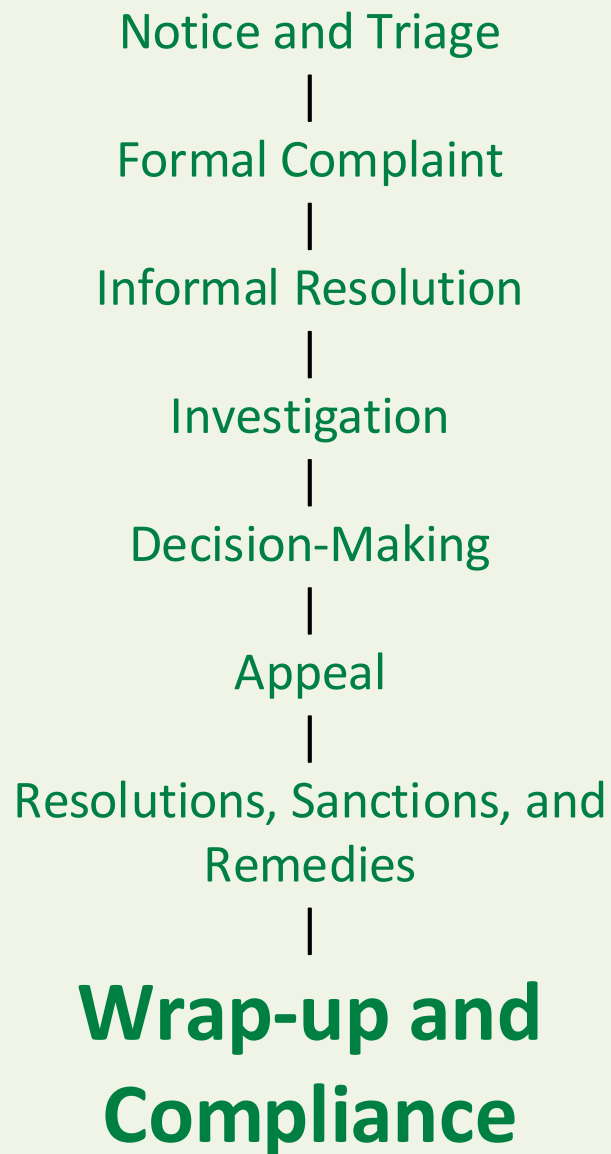 Notice and Triage
Formal Complaint
Informal Resolution
Investigation
Decision-Making
Appeal
Resolutions, Sanctions, and
Remedies
Wrap-up and
Compliance